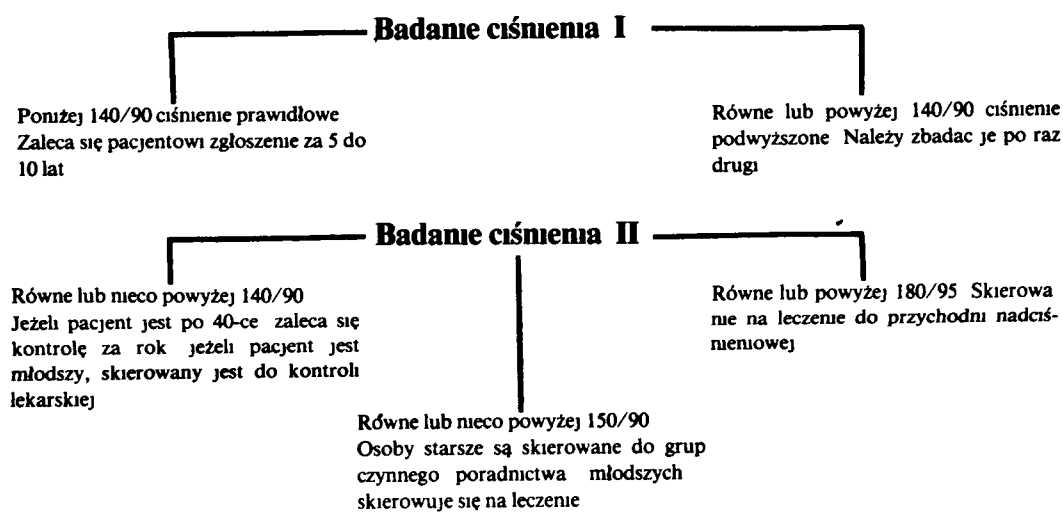 Badanie ciśnienia I
Poniżej 140/90 ciśnienie prawidłowe
Zaleca się pacjentowi zgłoszenie za 5 do
10 lat
Równe lub powyżej 140/90 ciśnienie
podwyższone Należy zbadac je po raz
drugi
Badanie ciśnienia II
Równe lub nieco powyżej 140/90
Jeżeli pacjent jest po 40-ce zaleca się
kontrolę za rok jeżeli pacjent jest
młodszy, skierowany jest do kontroli
lekarskiej
Równe lub nieco powyżej 150/90
Osoby starsze są skierowane do grup
czynnego poradnictwa młodszych
skierowuje się na leczenie
Równe lub powyżej 180/95 Skierowa
nie na leczenie do przychodni nadciś-
nieniowej